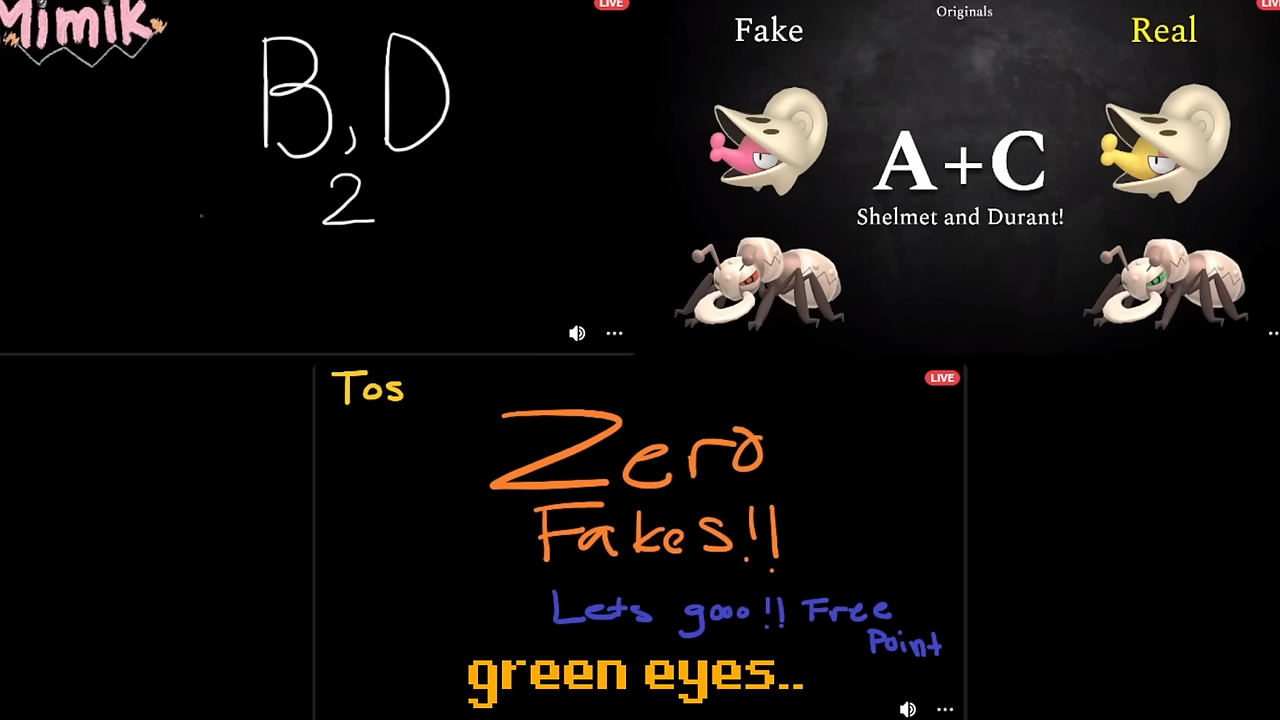 Mimik
B, D
2
LIVE
Originals
Fake
Real
LIVE
A+C
Shelmet and Durant!
Tos
LIVE
Zero
Fakes!!
Lets gooo!! Free
Point
green eyes..